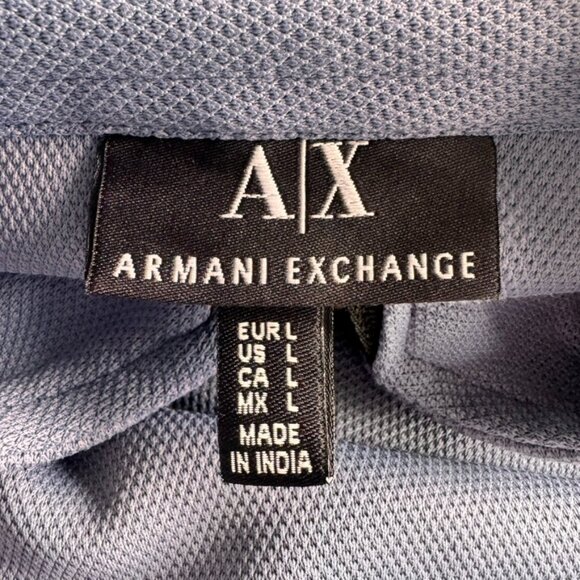 A|X
ARMANI EXCHANGE
EUR L
US L
CA L
MX L
MADE
IN INDIA